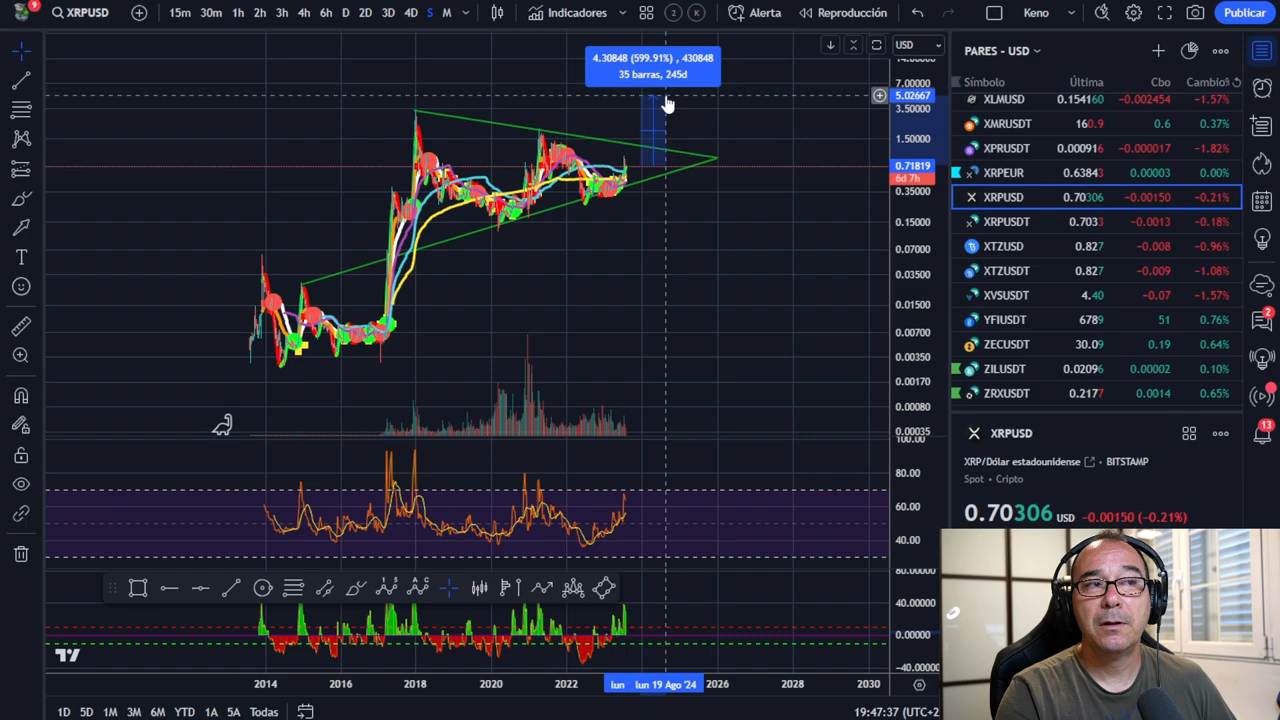 9
XRPUSD
15m 30m 1h 2h 3h 4h 6h D 2D 3D 4D S M
Indicadores
2 K
Alerta
Reproducción
Keno
Publicar
USD
4.30848 (599.91%) , 430848
35 barras, 245d
14.00000
7.00000
5.02667
3.50000
1.50000
0.71819
6d 7h
0.35000
0.15000
0.07000
0.03500
0.01500
0.00700
0.00350
0.00170
0.00080
0.00035
100.00
80.00
60.00
40.00
80.00000
40.00000
0.00000
-40.00000
2014 2016 2018 2020 2022 lun lun 19 Ago '24 2026 2028 2030
1D 5D 1M 3M 6M YTD 1A 5A Todas
19:47:37 (UTC+2
PARES - USD
Símbolo Última Cbo Cambio%
XLMUSD 0.154160 -0.002454 -1.57%
XMRUSDT 160.9 0.6 0.37%
XPRUSDT 0.000916 -0.000017 -1.82%
XRPEUR 0.63843 0.00003 0.00%
XRPUSD 0.70306 -0.00150 -0.21%
XRPUSDT 0.7033 -0.0013 -0.18%
XTZUSD 0.827 -0.008 -0.96%
XTZUSDT 0.827 -0.009 -1.08%
XVSUSDT 4.40 -0.07 -1.57%
YFIUSDT 6789 51 0.76%
ZECUSDT 30.09 0.19 0.64%
ZILUSDT 0.02096 0.00002 0.10%
ZRXUSDT 0.2177 0.0014 0.65%
XRPUSD
XRP/Dólar estadounidense • BITSTAMP
Spot • Cripto
0.70306 USD -0.00150 (-0.21%)
2
13